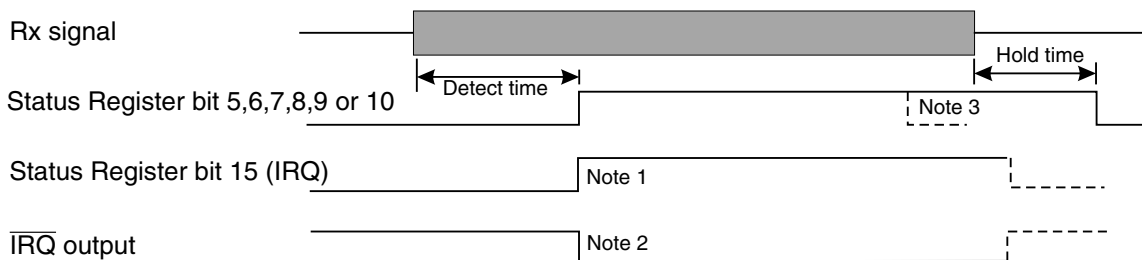 Rx signal
Hold time
Detect time
Status Register bit 5,6,7,8,9 or 10
Note 3
Status Register bit 15 (IRQ)
Note 1
IRQ output
Note 2